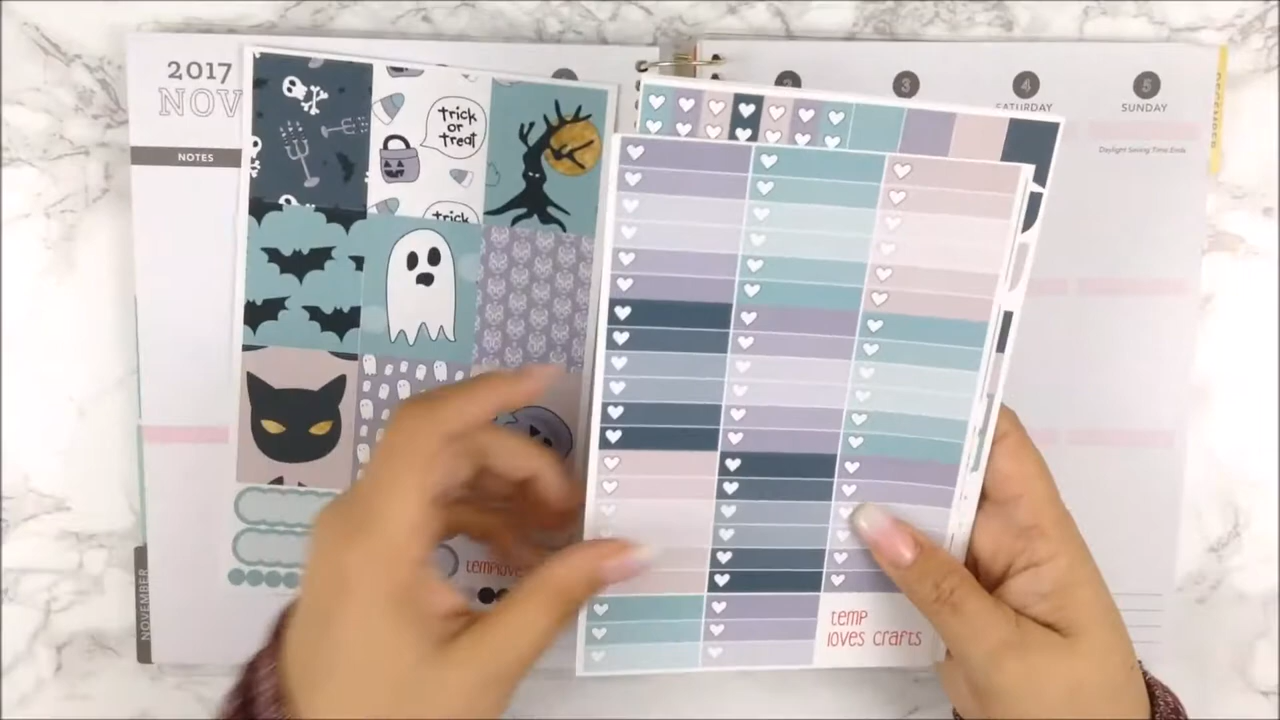 2017
NOV
NOTES
trick
or
treat
trick
2
3
4
5
SATURDAY
SUNDAY
Daylight Saving Time Ends
NOVEMBER
temp
loves crafts